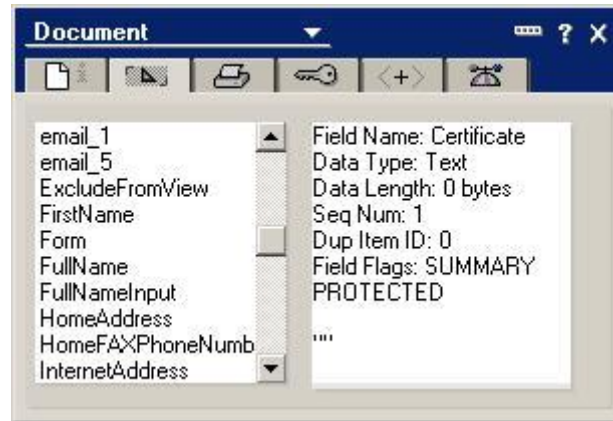 Document
?
X
<+>
email_1
email_5
ExcludeFromView
FirstName
Form
FullName
FullNameInput
HomeAddress
HomeFAXPhoneNumb
InternetAddress
Field Name: Certificate
Data Type: Text
Data Length: 0 bytes
Seq Num: 1
Dup Item ID: 0
Field Flags: SUMMARY
PROTECTED
""